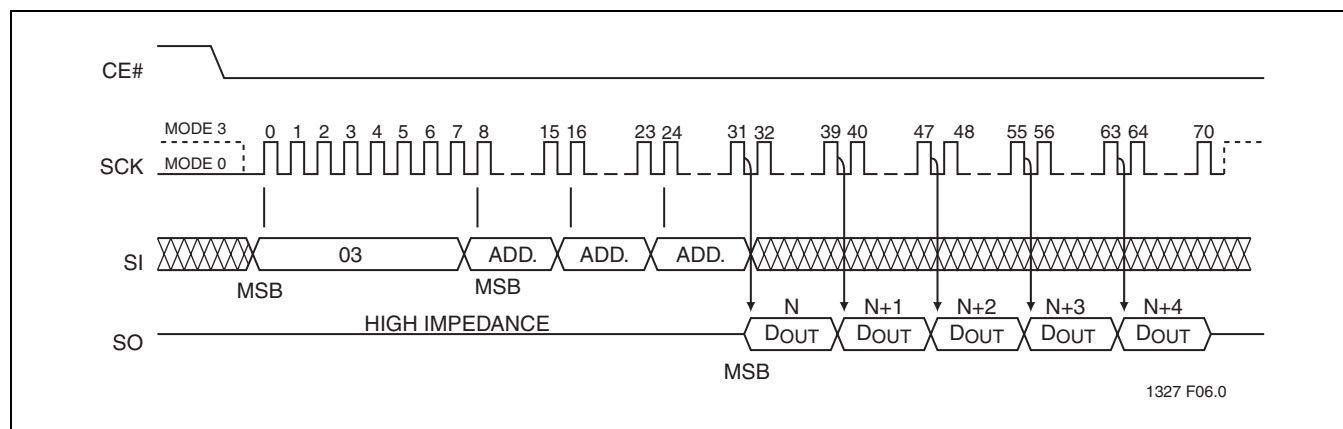 CE#
MODE 3
0 1 2 3 4 5 6 7 8 15 16 23 24 31 32 39 40 47 48 55 56 63 64 70
SCK
MODE 0
SI
03
ADD.
ADD.
ADD.
MSB
MSB
N N+1 N+2 N+3 N+4
HIGH IMPEDANCE
SO
DOUT DOUT DOUT DOUT DOUT
MSB
1327 F06.0